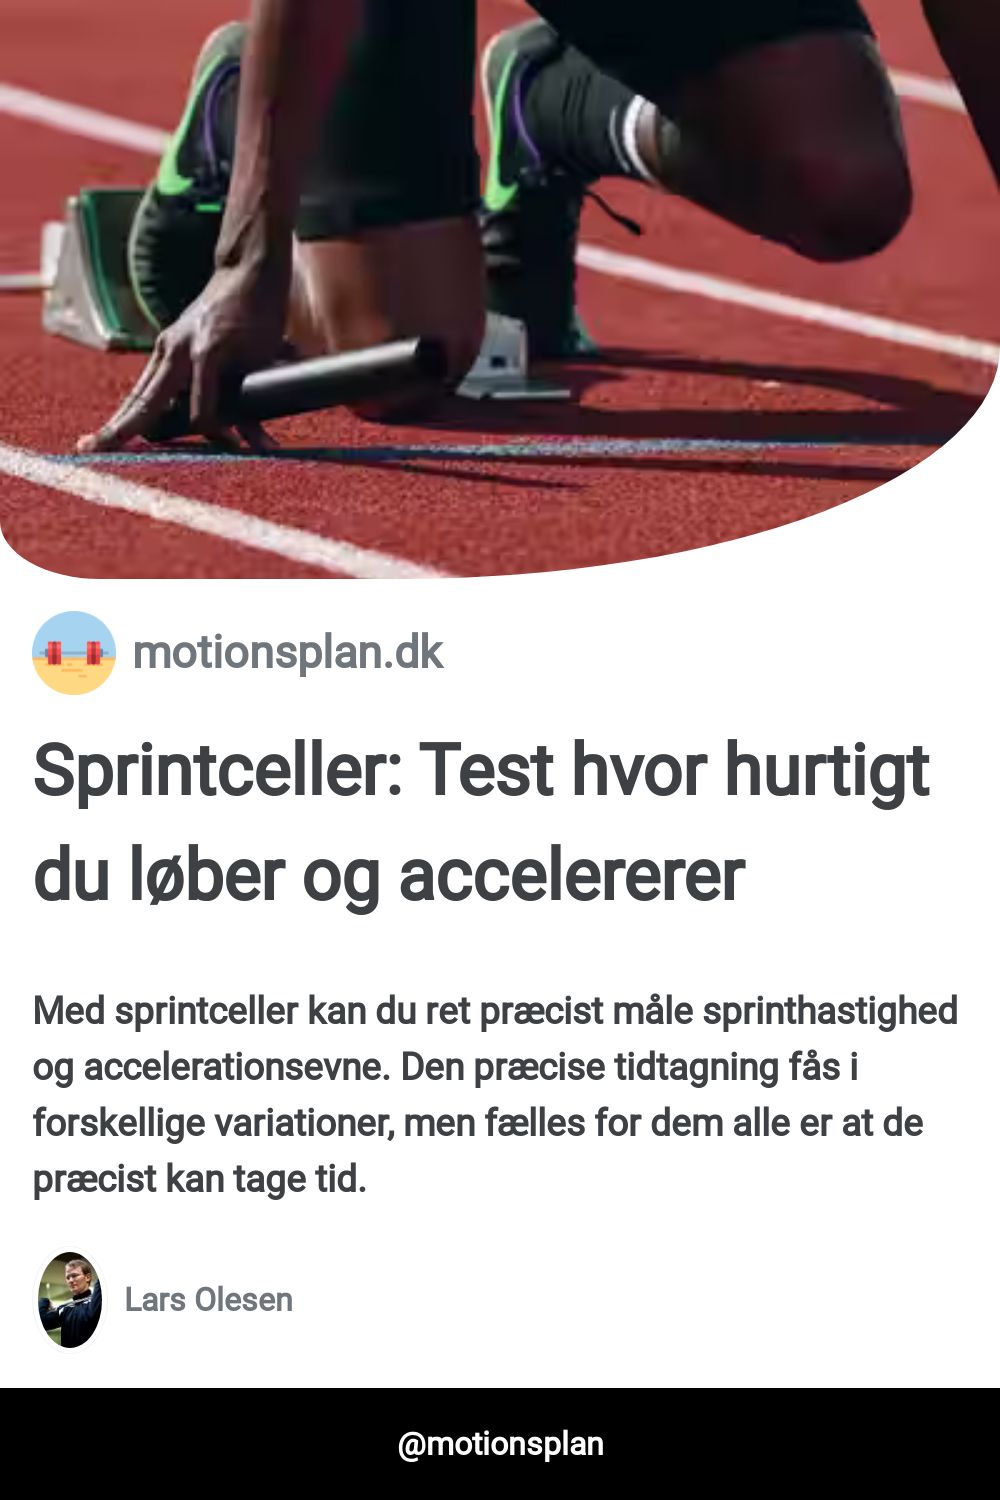 motionsplan.dk
Sprintceller: Test hvor hurtigt
du løber og accelererer
Med sprintceller kan du ret præcist måle sprinthastighed
og accelerationsevne. Den præcise tidtagning fås i
forskellige variationer, men fælles for dem alle er at de
præcist kan tage tid.
Lars Olesen
@motionsplan